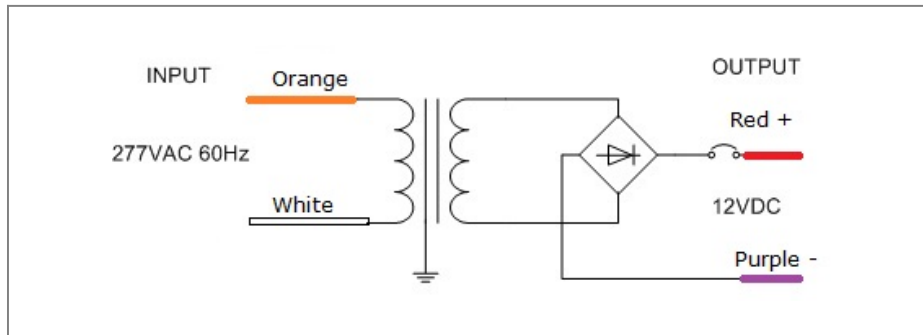 INPUT
Orange
277VAC 60Hz
White
OUTPUT
Red +
12VDC
Purple -